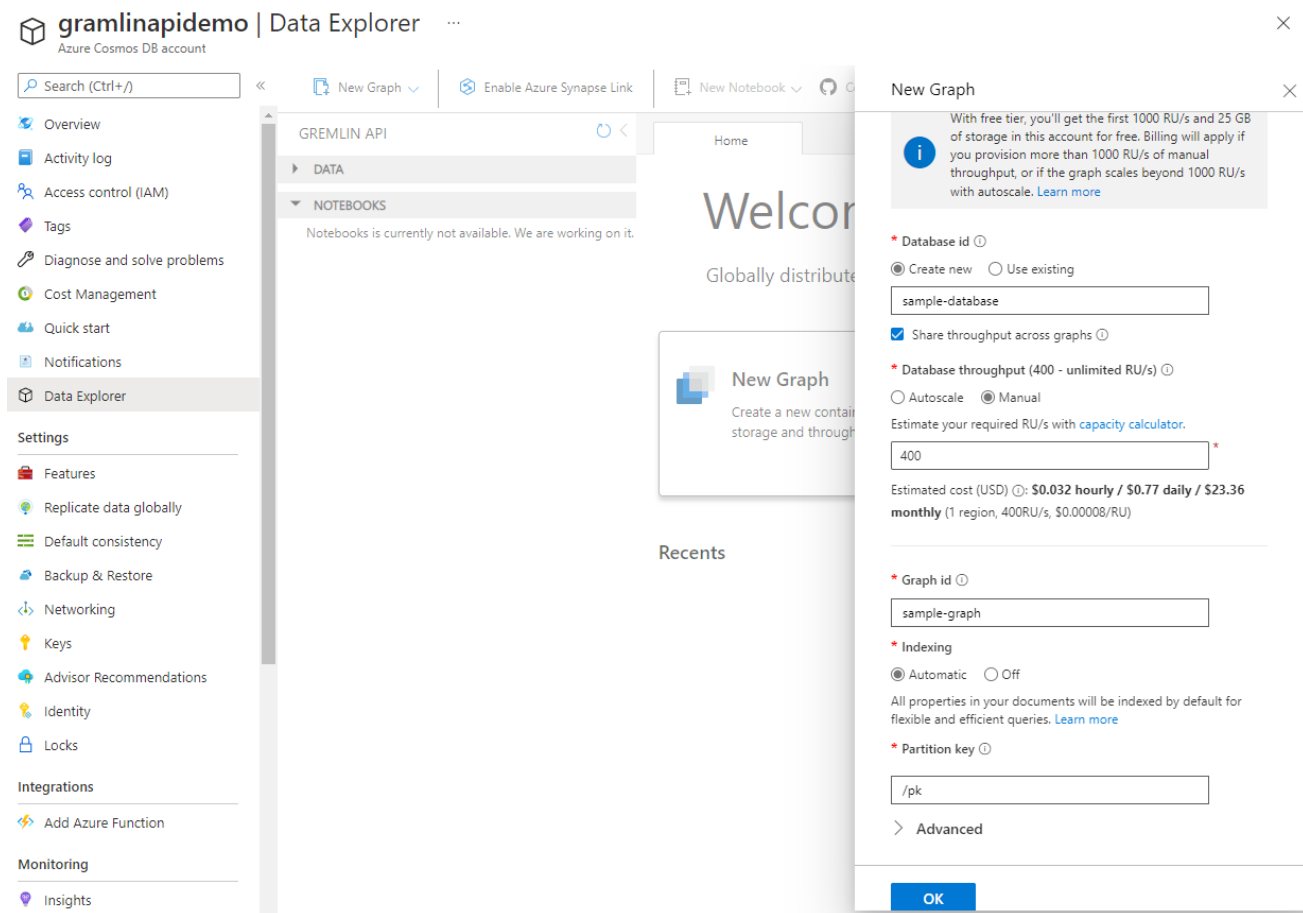 gramlinapidemo | Data Explorer ...
Azure Cosmos DB account
Search (Ctrl+/)
Overview
Activity log
Access control (IAM)
Tags
Diagnose and solve problems
Cost Management
Quick start
Notifications
Data Explorer
Settings
Features
Replicate data globally
Default consistency
Backup & Restore
Networking
Keys
Advisor Recommendations
Identity
Locks
Integrations
Add Azure Function
Monitoring
Insights
New Graph
Enable Azure Synapse Link
New Notebook
GREMLIN API
DATA
NOTEBOOKS
Notebooks is currently not available. We are working on it.
Home
Welcor
Globally distribute
New Graph
Create a new contai
storage and through
Recents
New Graph
With free tier, you'll get the first 1000 RU/s and 25 GB
of storage in this account for free. Billing will apply if
you provision more than 1000 RU/s of manual
throughput, or if the graph scales beyond 1000 RU/s
with autoscale. Learn more
* Database id
Create new Use existing
sample-database
Share throughput across graphs
* Database throughput (400 - unlimited RU/s)
Autoscale Manual
Estimate your required RU/s with capacity calculator.
400 *
Estimated cost (USD) : $0.032 hourly / $0.77 daily / $23.36
monthly (1 region, 400RU/s, $0.00008/RU)
* Graph id
sample-graph
* Indexing
Automatic Off
All properties in your documents will be indexed by default for
flexible and efficient queries. Learn more
* Partition key
/pk
Advanced
OK